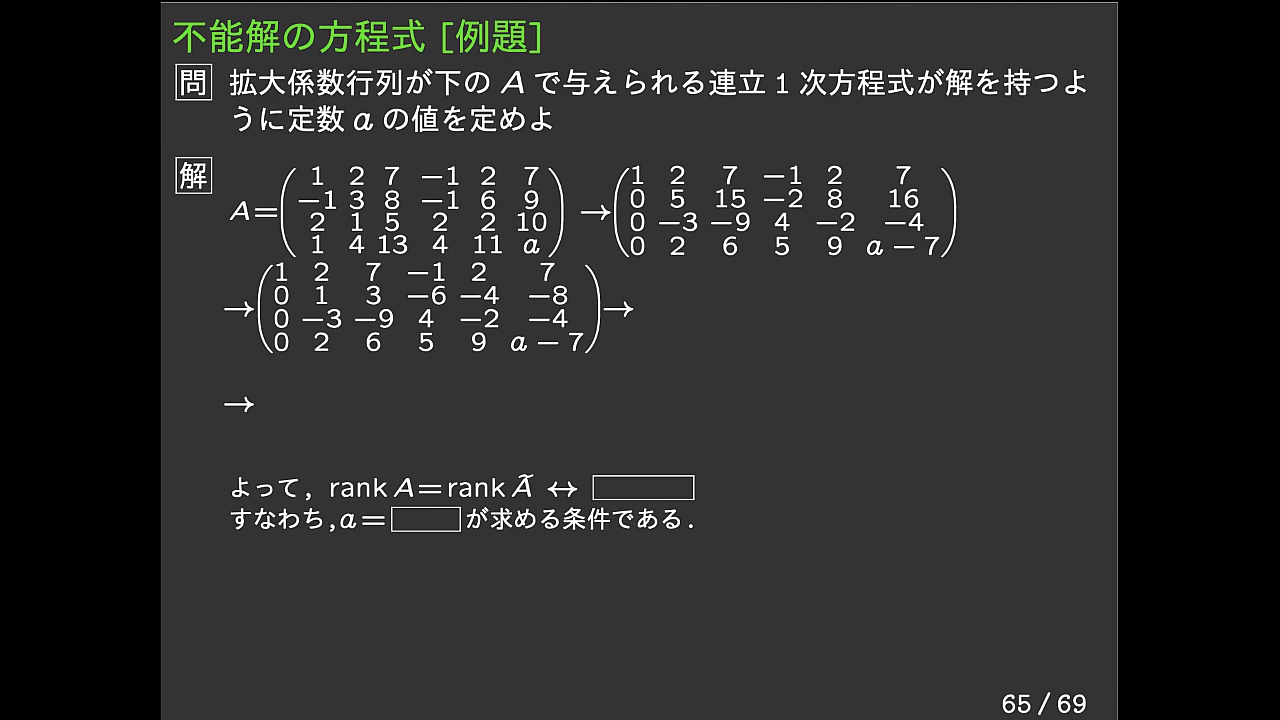 不能解の方程式 [例題]
問 拡大係数行列が下の A で与えられる連立 1 次方程式が解を持つよ
うに定数 a の値を定めよ
解
1 2 7 −1 2 7
−1 3 8 −1 6 9
A= 2 1 5 2 2 10
1 4 13 4 11 a
→ 1 2 7 −1 2 7
0 5 15 −2 8 16
0 −3 −9 4 −2 −4
0 2 6 5 9 a − 7
→ 1 2 7 −1 2 7
0 1 3 −6 −4 −8
0 −3 −9 4 −2 −4
0 2 6 5 9 a − 7
→
→
よって, rank A=rank Ã ↔
すなわち,a= が求める条件である.
65 / 69